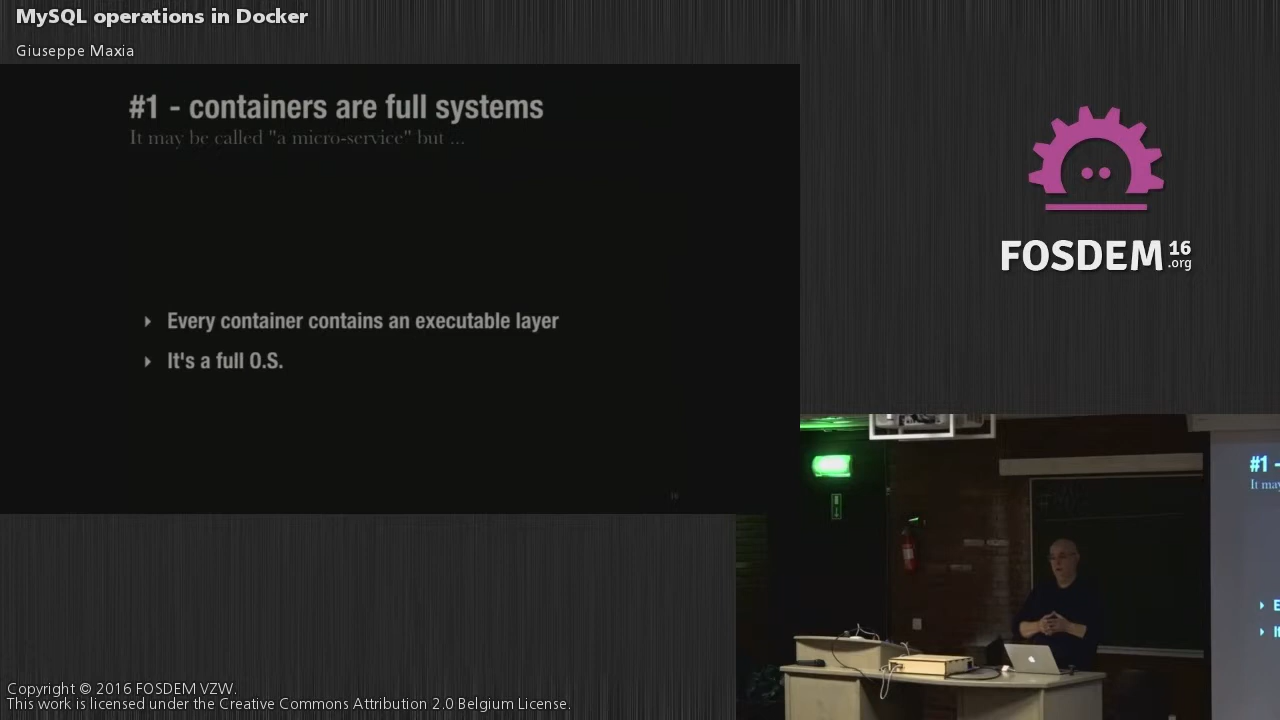 MySQL operations in Docker
Giuseppe Maxia
#1 - containers are full systems
It may be called "a micro-service" but ...
Every container contains an executable layer
It's a full O.S.
FOSDEM 16 .org
#1 -
It may
E
It
Copyright © 2016 FOSDEM VZW.
This work is licensed under the Creative Commons Attribution 2.0 Belgium License.